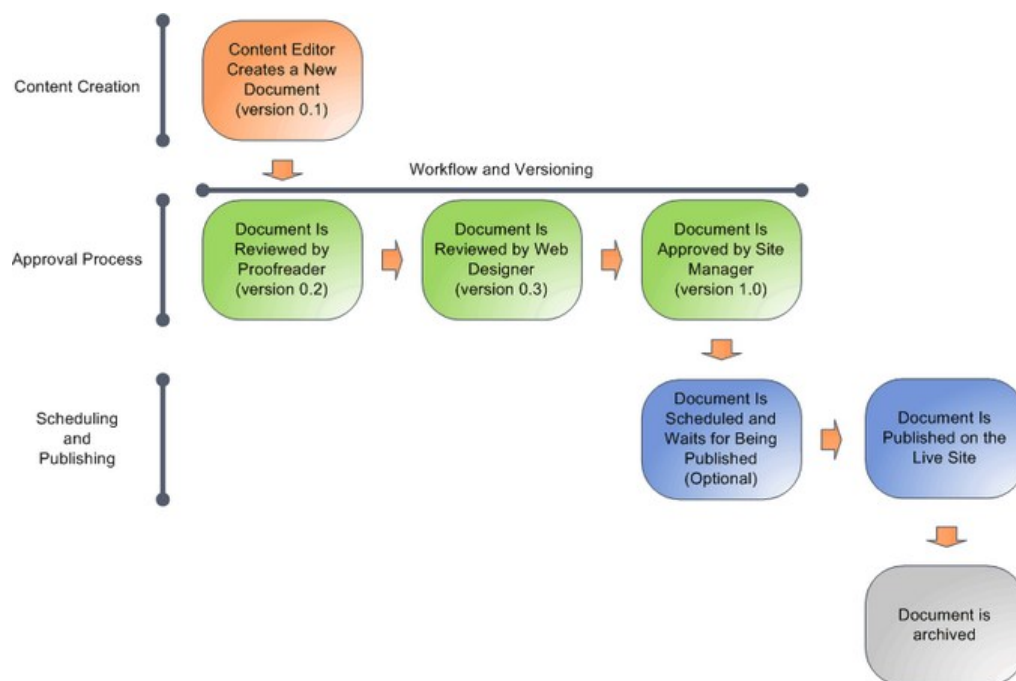 Content Creation
Content Editor
Creates a New
Document
(version 0.1)
Workflow and Versioning
Approval Process
Document Is
Reviewed by
Proofreader
(version 0.2)
Document Is
Reviewed by Web
Designer
(version 0.3)
Document Is
Approved by Site
Manager
(version 1.0)
Scheduling
and
Publishing
Document Is
Scheduled and
Waits for Being
Published
(Optional)
Document Is
Published on the
Live Site
Document is
archived